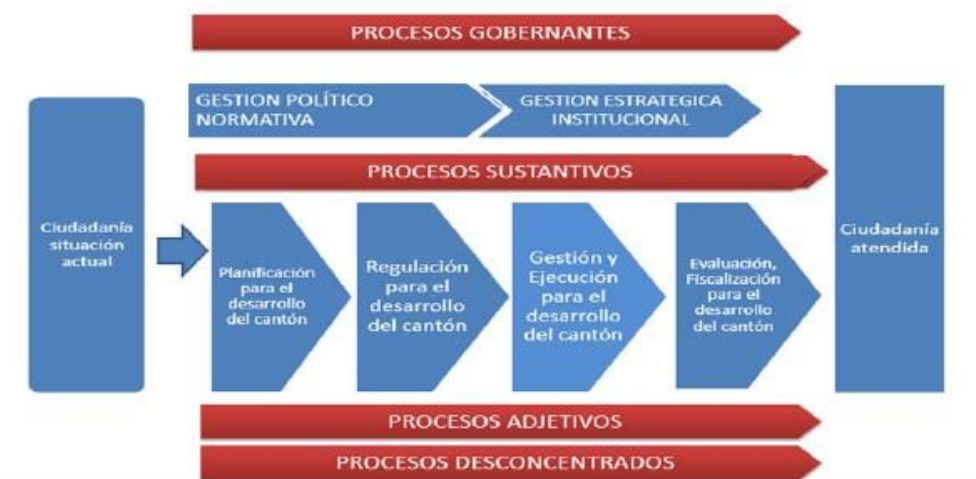 PROCESOS GOBERNANTES
GESTION POLÍTICO
NORMATIVA
GESTION ESTRATEGICA
INSTITUCIONAL
PROCESOS SUSTANTIVOS
Ciudadanía
situación
actual
Planificación
para el
desarrollo
del cantón
Regulación
para el
desarrollo
del cantón
Gestión y
Ejecución
para el
desarrollo
del cantón
Evaluación,
Fiscalización
para el
desarrollo
del cantón
Ciudadanía
atendida
PROCESOS ADJETIVOS
PROCESOS DESCONCENTRADOS